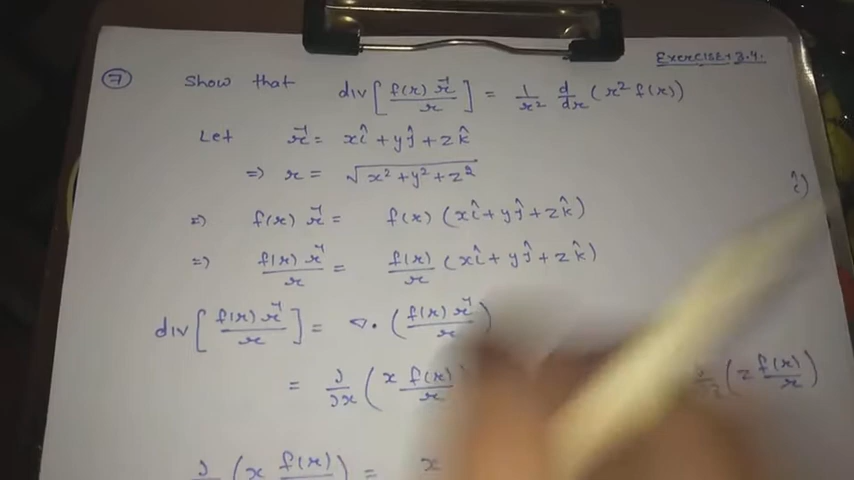 Exercise: 3.4.
⑦ Show that div[f(r) r⃗ / r] = 1/r² d/dr (r² f(r))
Let r⃗ = xî + yĵ + zk̂
=> r = √(x² + y² + z²)
=> f(r) r⃗ = f(r) (xî + yĵ + zk̂)
=> f(r) r⃗ / r = f(r)/r (xî + yĵ + zk̂)
div[f(r) r⃗ / r] = ∇ · (f(r) r⃗ / r)
= ∂/∂x (x f(r)/r) ∂/∂z (z f(r)/r)
∂ (x f(r)) = x